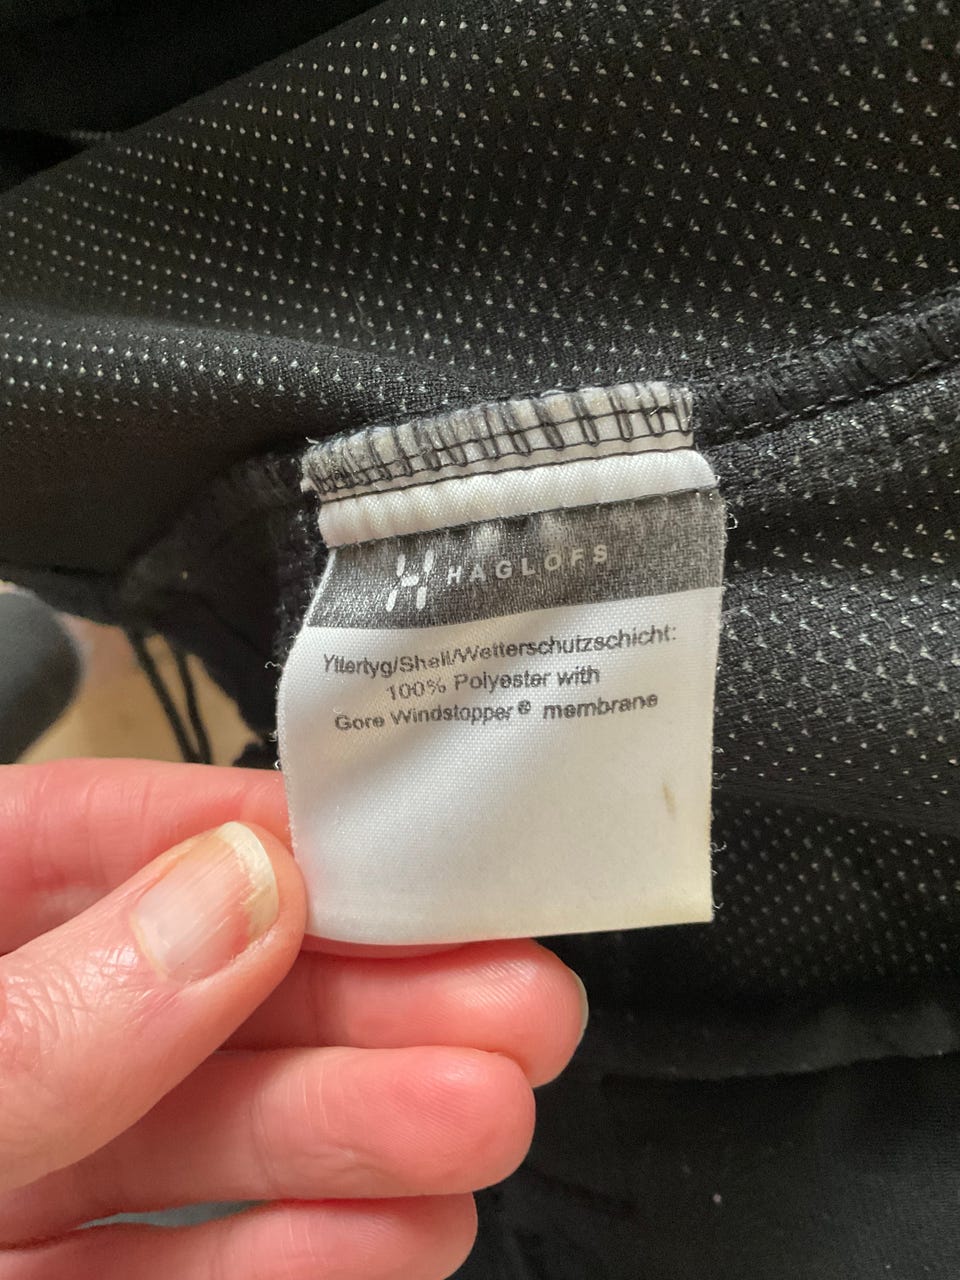 HAGLOFS
Yttertyg/Shell/Wetterschutzschicht:
100% Polyester with
Gore Windstopper® membrane